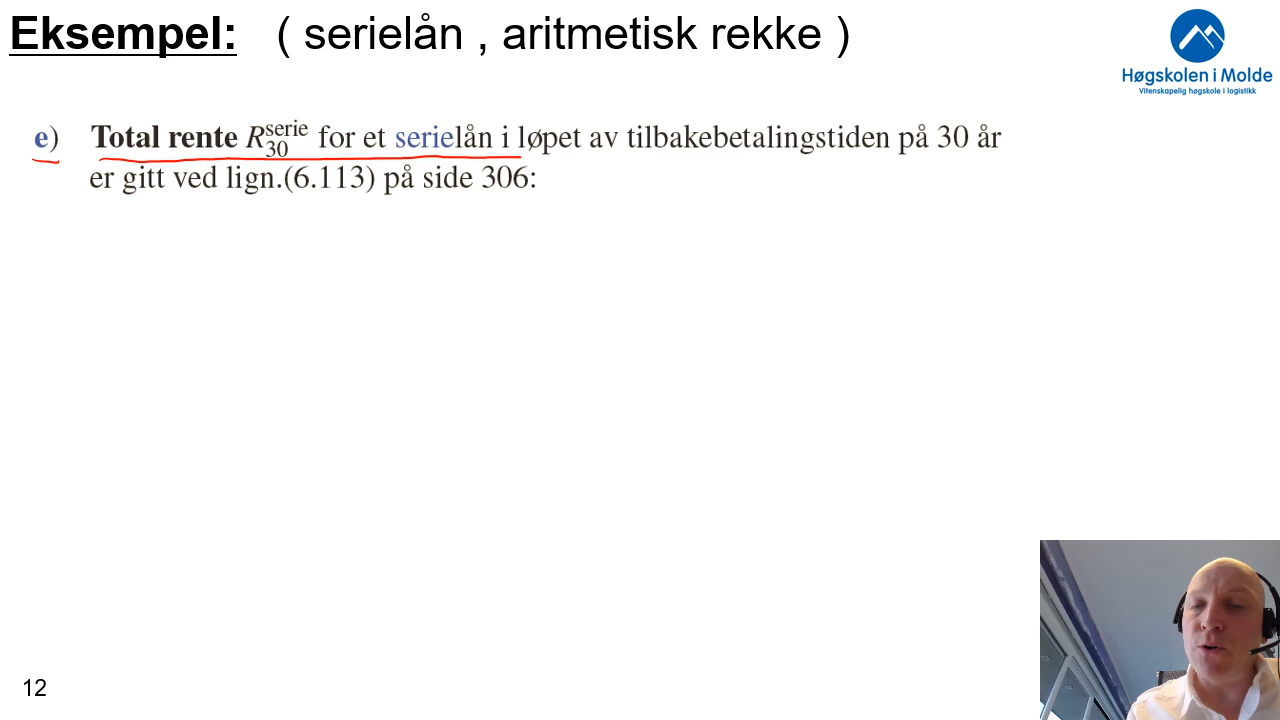 Eksempel: ( serielån , aritmetisk rekke )
Høgskolen i Molde
Vitenskapelig høgskole i logistikk
e) Total rente R₃₀^serie for et serielån i løpet av tilbakebetalingstiden på 30 år
er gitt ved lign.(6.113) på side 306:
12